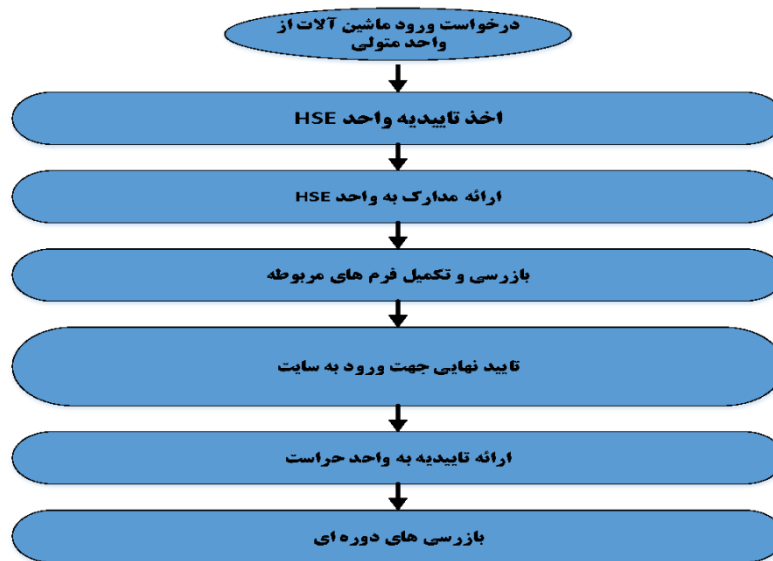 درخواست ورود ماشین آلات از
واحد متولی
اخذ تاییدیه واحد HSE
ارائه مدارک به واحد HSE
بازرسی و تکمیل فرم های مربوطه
تایید نهایی جهت ورود به سایت
ارائه تاییدیه به واحد حراست
بازرسی های دوره ای